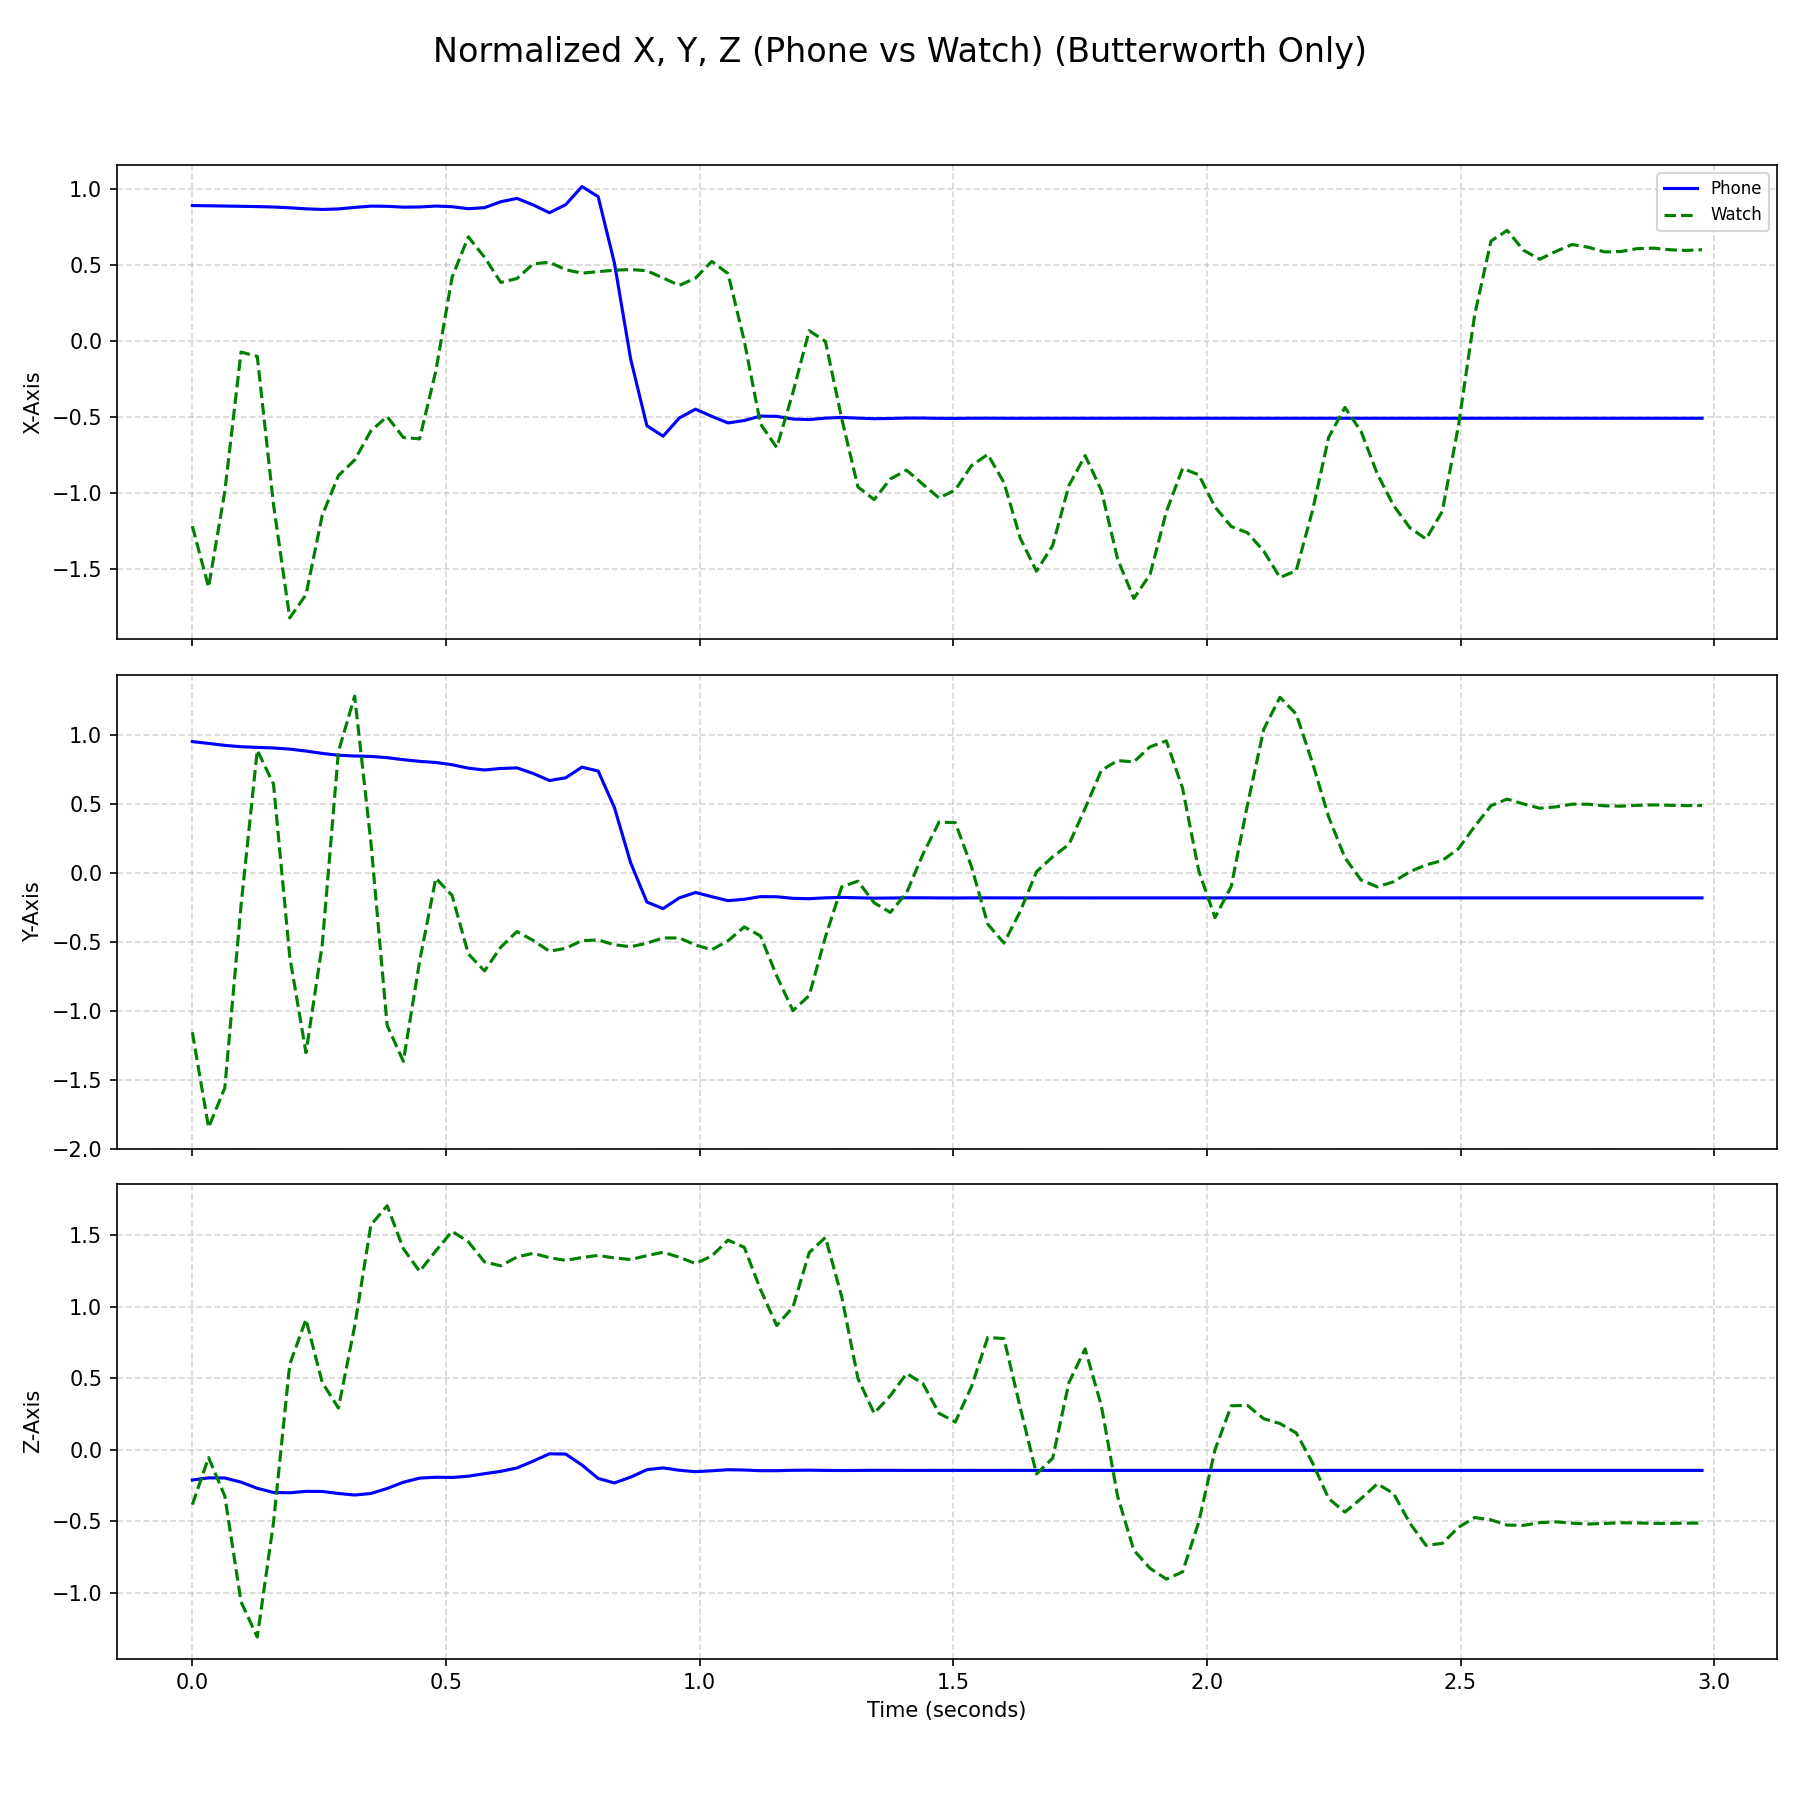 Normalized X, Y, Z (Phone vs Watch) (Butterworth Only)
Phone
Watch
1.0
0.5
0.0
−0.5
−1.0
−1.5
X-Axis
1.0
0.5
0.0
−0.5
−1.0
−1.5
−2.0
Y-Axis
1.5
1.0
0.5
0.0
−0.5
−1.0
Z-Axis
0.0 0.5 1.0 1.5 2.0 2.5 3.0
Time (seconds)